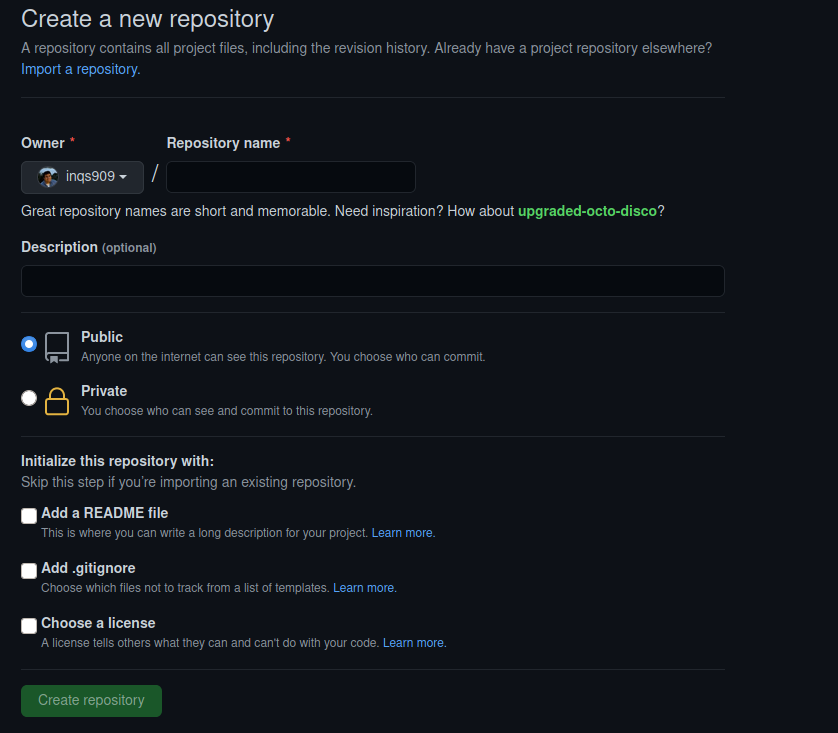 Create a new repository
A repository contains all project files, including the revision history. Already have a project repository elsewhere?
Import a repository.
Owner * Repository name *
inqs909 /
Great repository names are short and memorable. Need inspiration? How about upgraded-octo-disco?
Description (optional)
Public
Anyone on the internet can see this repository. You choose who can commit.
Private
You choose who can see and commit to this repository.
Initialize this repository with:
Skip this step if you're importing an existing repository.
Add a README file
This is where you can write a long description for your project. Learn more.
Add .gitignore
Choose which files not to track from a list of templates. Learn more.
Choose a license
A license tells others what they can and can't do with your code. Learn more.
Create repository